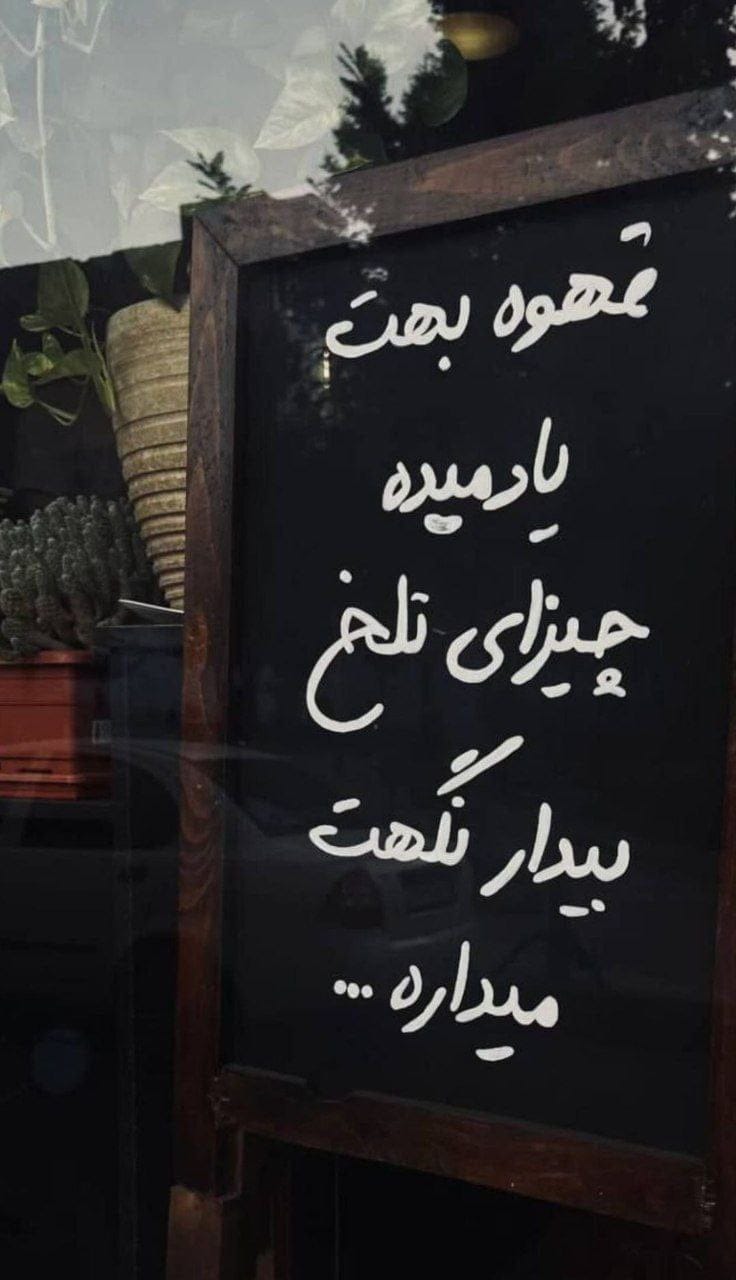 قهوه بهت
یاد میده
چیزای تلخ
بیدار نگهت
میداره ...